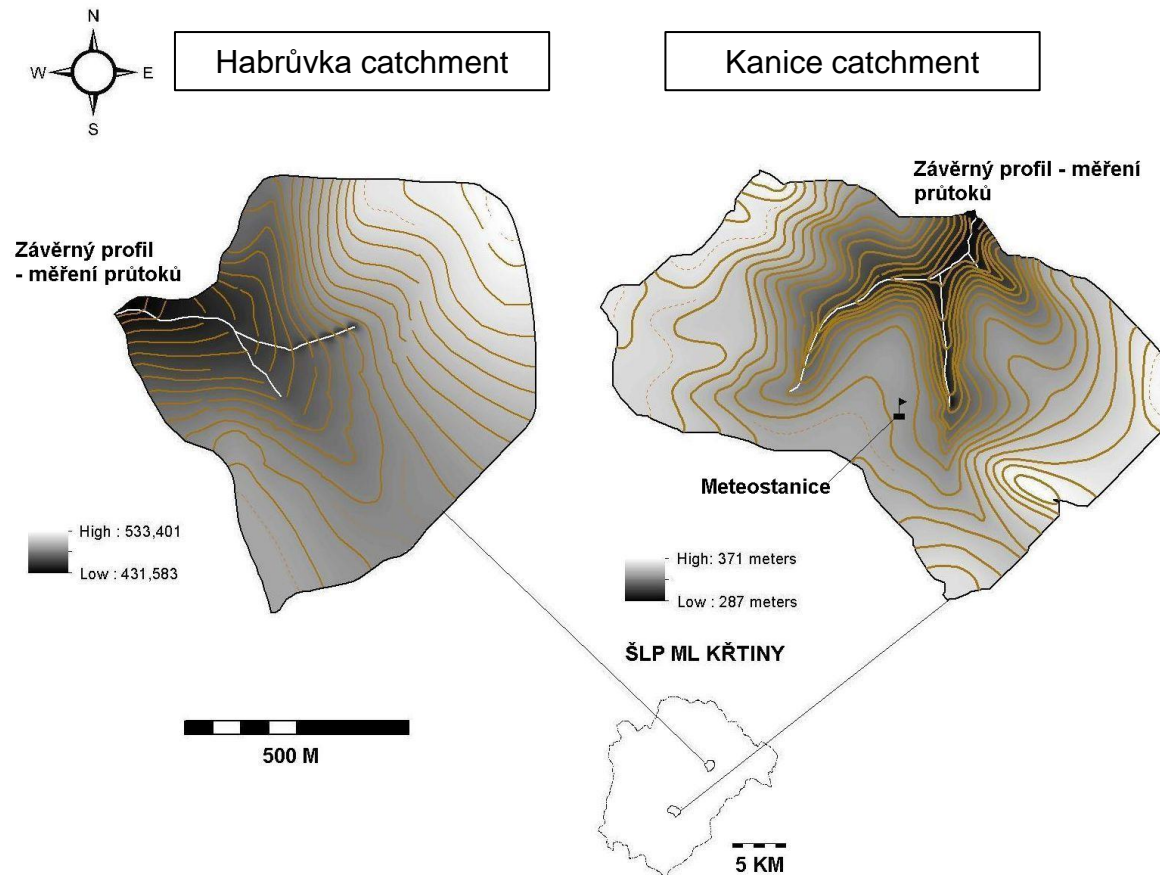 N
W E
S
Habrůvka catchment
Kanice catchment
Závěrný profil - měření
průtoků
Závěrný profil
- měření průtoků
Meteostanice
High : 533,401
Low : 431,583
High: 371 meters
Low : 287 meters
ŠLP ML KŘTINY
500 M
5 KM